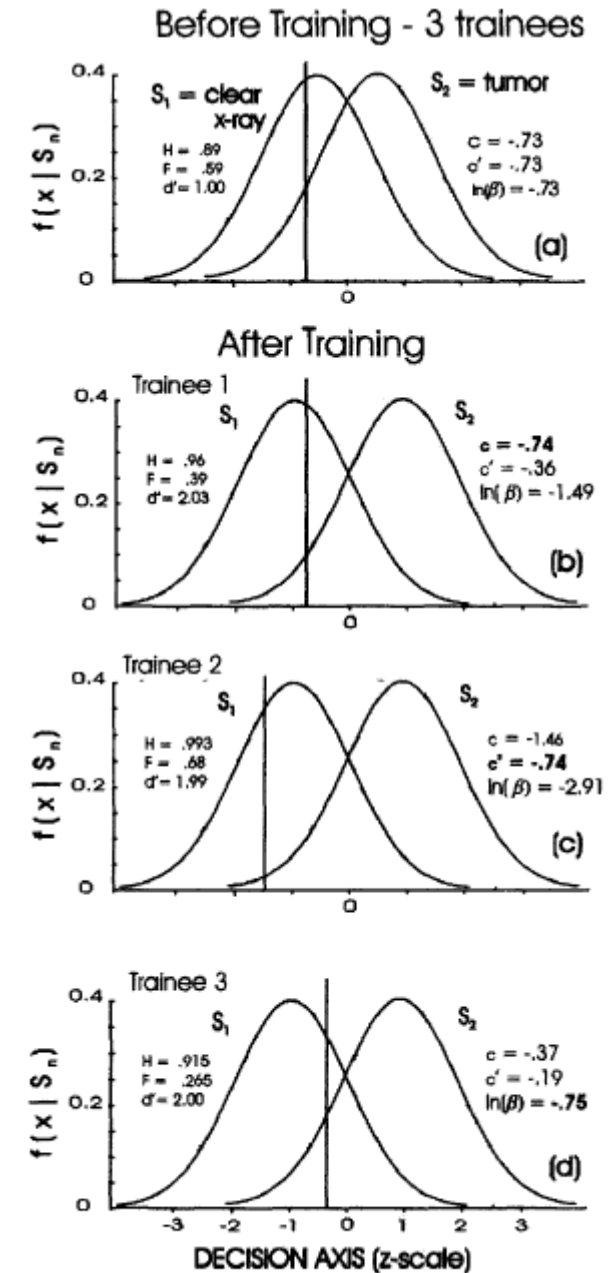 Before Training - 3 trainees
0.4
0.2
0
f(x | Sₙ)
S₁ = clear
x-ray
H = .89
F = .59
d'= 1.00
S₂ = tumor
c = -.73
c' = -.73
ln(β) = -.73
(a)
0
After Training
Trainee 1
0.4
0.2
0
f(x | Sₙ)
S₁
H = .96
F = .39
d'= 2.03
S₂
c = -.74
c' = -.36
ln(β) = -1.49
(b)
0
Trainee 2
0.4
0.2
0
f(x | Sₙ)
S₁
H = .993
F = .68
d'= 1.99
S₂
c = -1.46
c' = -.74
ln(β) = -2.91
(c)
0
Trainee 3
0.4
0.2
0
f(x | Sₙ)
S₁
H = .915
F = .265
d'= 2.00
S₂
c = -.37
c' = -.19
ln(β) = -.75
(d)
-3 -2 -1 0 1 2 3
DECISION AXIS (z-scale)